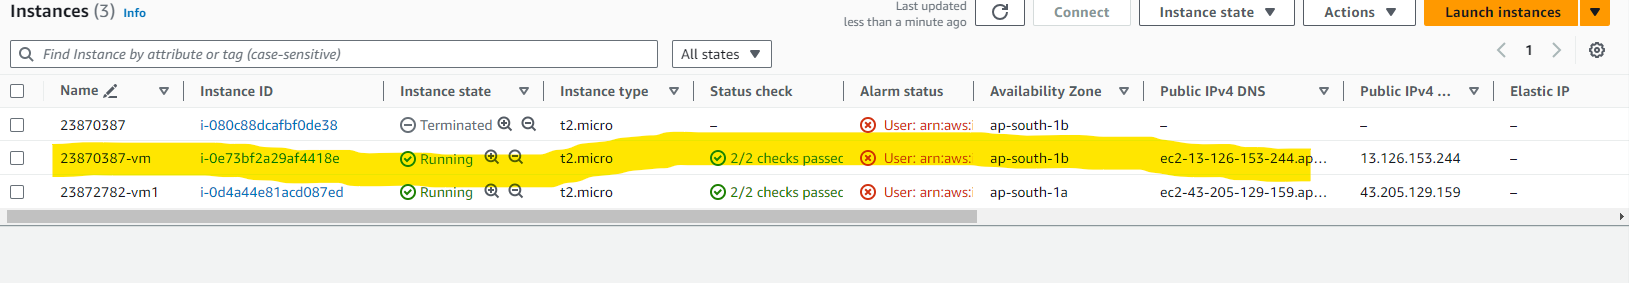 Instances (3) Info
Last updated
less than a minute ago
Connect
Instance state
Actions
Launch instances
Find Instance by attribute or tag (case-sensitive)
All states
1
Name Instance ID Instance state Instance type Status check Alarm status Availability Zone Public IPv4 DNS Public IPv4 ... Elastic IP
23870387 i-080c88dcafbf0de38 Terminated t2.micro – User: arn:aws: ap-south-1b – – –
23870387-vm i-0e73bf2a29af4418e Running t2.micro 2/2 checks passec ap-south-1b User: arn:aws: ec2-13-126-153-244.ap... 13.126.153.244 –
23872782-vm1 i-0d4a44e81acd087ed Running t2.micro 2/2 checks passec User: arn:aws: ap-south-1a ec2-43-205-129-159.ap... 43.205.129.159 –